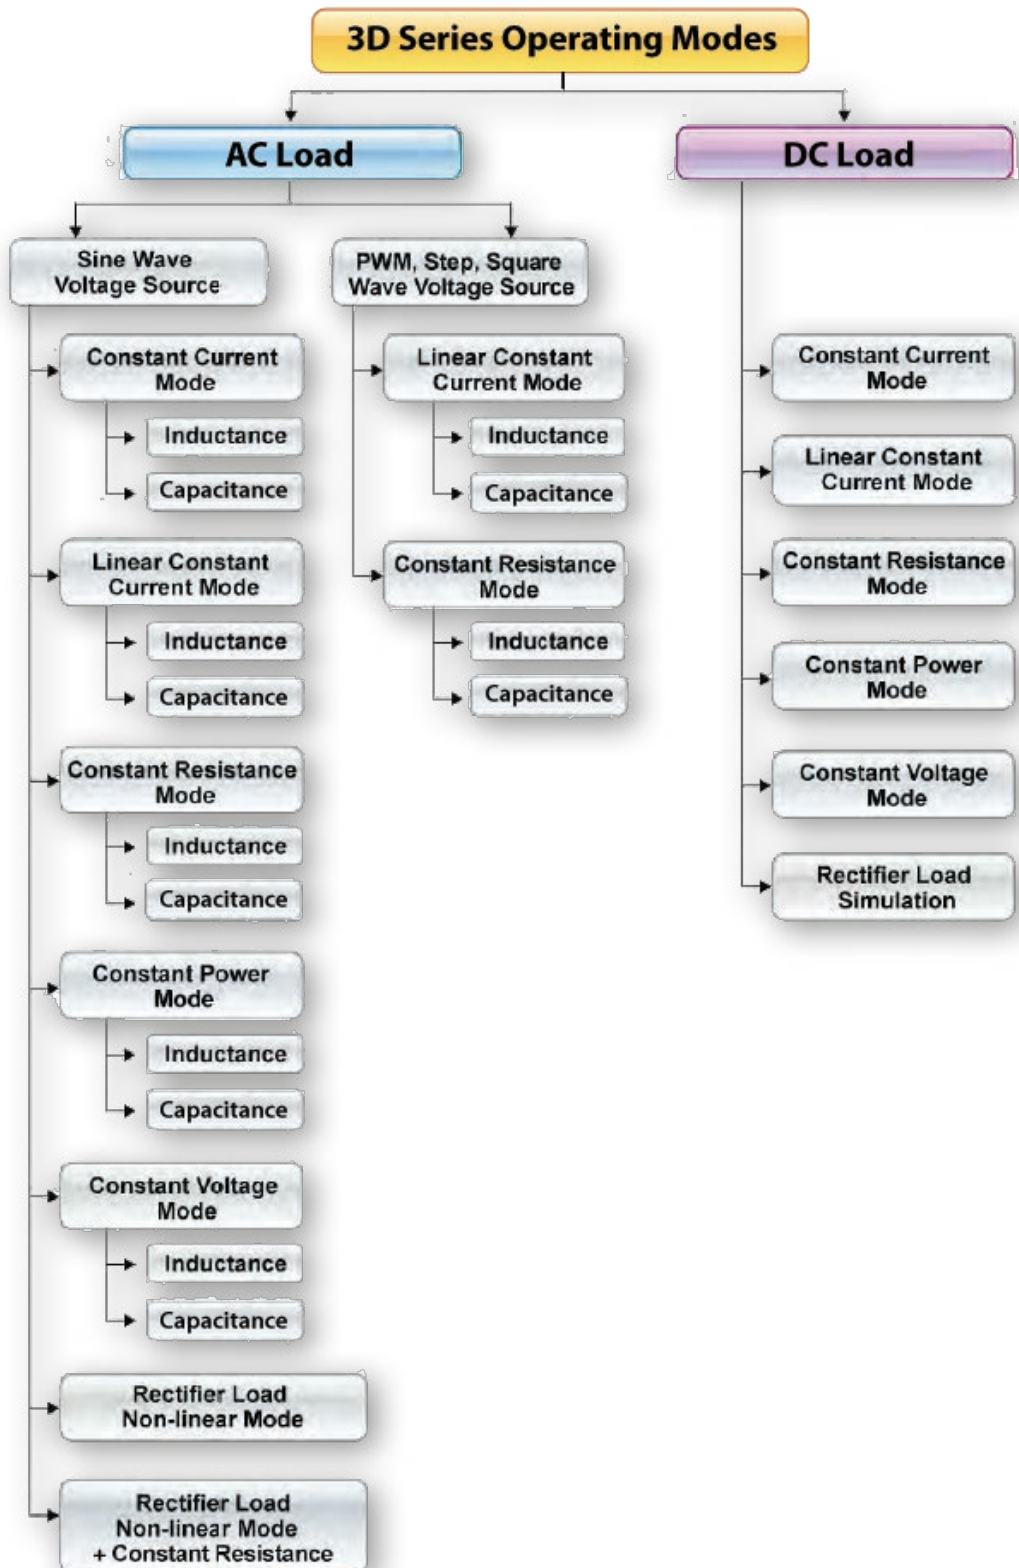 3D Series Operating Modes
AC Load
DC Load
Sine Wave
Voltage Source
PWM, Step, Square
Wave Voltage Source
Constant Current
Mode
Inductance
Capacitance
Linear Constant
Current Mode
Inductance
Capacitance
Constant Resistance
Mode
Inductance
Capacitance
Constant Power
Mode
Inductance
Capacitance
Constant Voltage
Mode
Inductance
Capacitance
Rectifier Load
Non-linear Mode
Rectifier Load
Non-linear Mode
+ Constant Resistance
Linear Constant
Current Mode
Inductance
Capacitance
Constant Resistance
Mode
Inductance
Capacitance
Constant Current
Mode
Linear Constant
Current Mode
Constant Resistance
Mode
Constant Power
Mode
Constant Voltage
Mode
Rectifier Load
Simulation